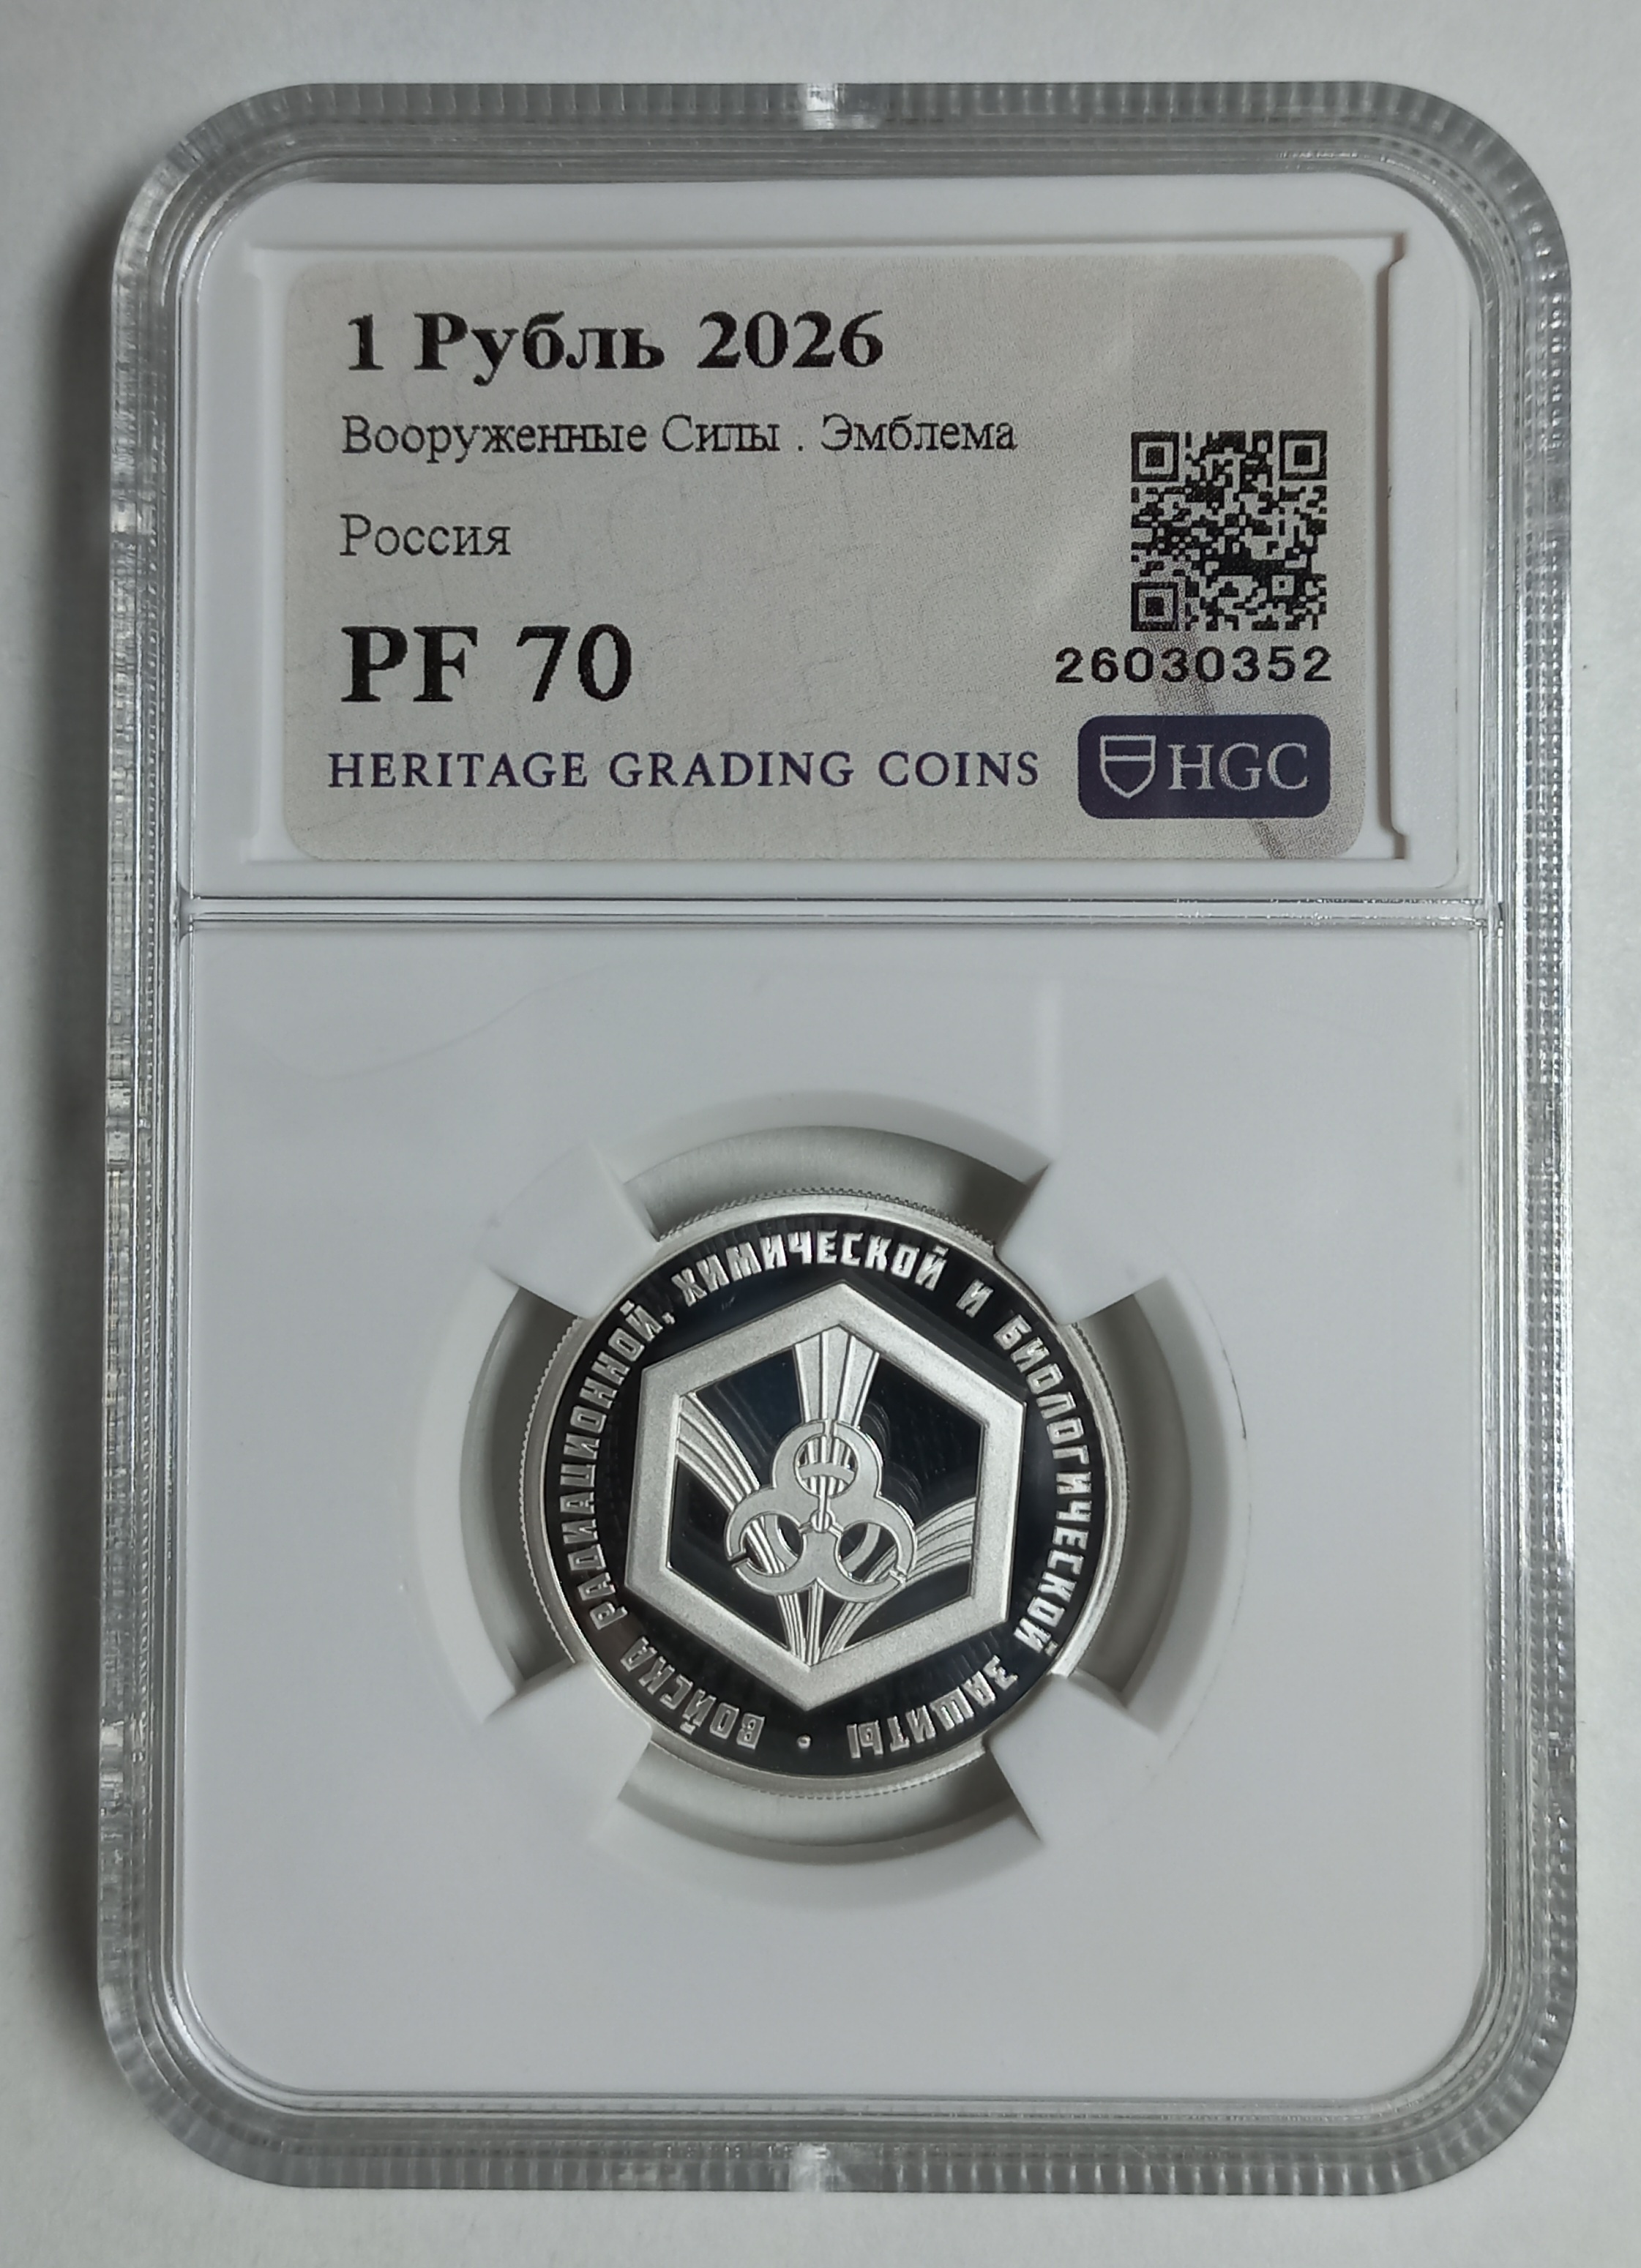 1 Рубль 2026
Вооруженные Силы . Эмблема
Россия
PF 70
26030352
HERITAGE GRADING COINS
HGC
ВОЙСКА РАДИАЦИОННОЙ, ХИМИЧЕСКОЙ И БИОЛОГИЧЕСКОЙ ЗАЩИТЫ •